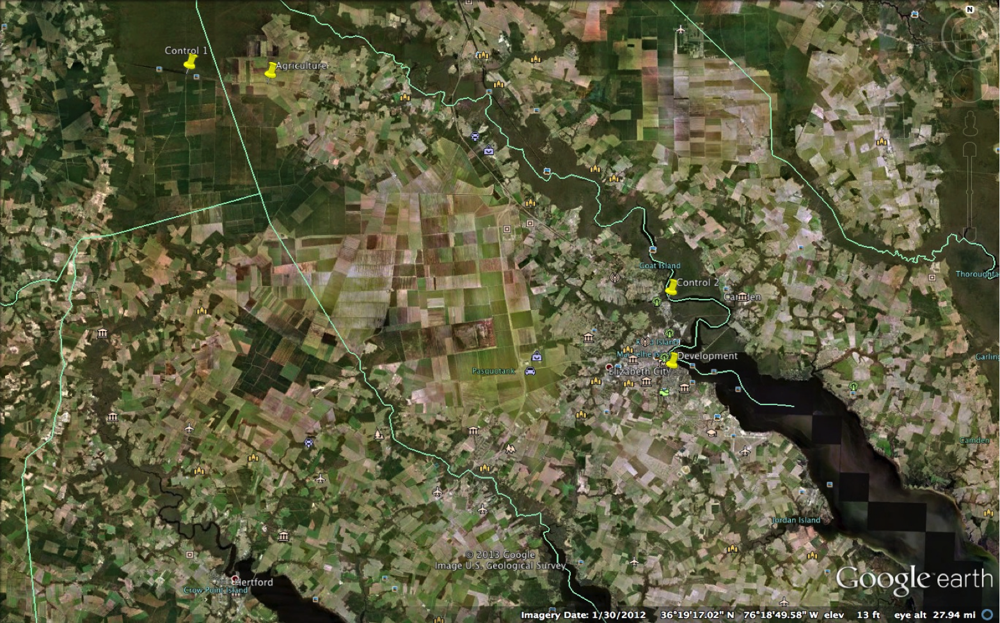 N
Control 1
Agriculture
Goat Island
Control 2
Camden
Thorought
Development
Elizabeth City
Pasquotank
Garling
Camden
Jordan Island
Hertford
Crow Point Island
© 2013 Google
Image U.S. Geological Survey
Google earth
Imagery Date: 1/30/2012 36°19'17.02" N 76°18'49.58" W elev 13 ft eye alt 27.94 mi